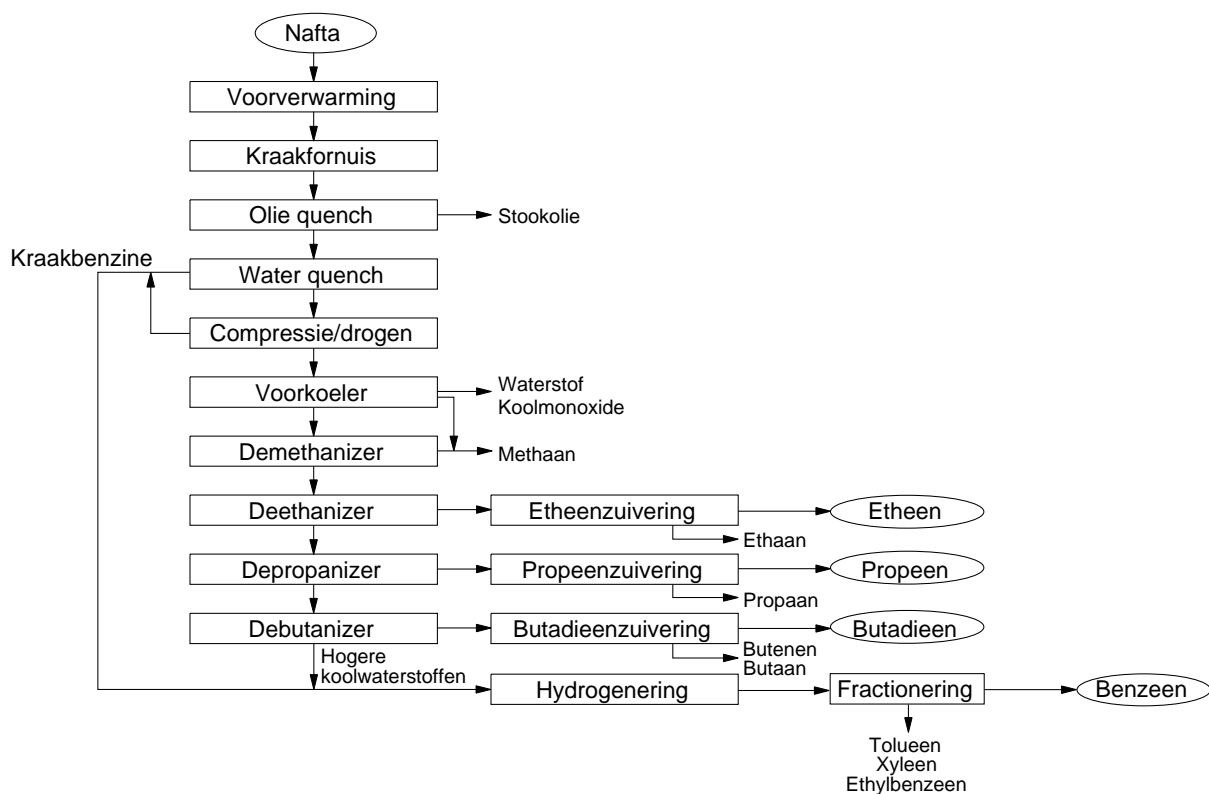 Nafta
Voorverwarming
Kraakfornuis
Olie quench
Stookolie
Kraakbenzine
Water quench
Compressie/drogen
Voorkoeler
Waterstof
Koolmonoxide
Demethanizer
Methaan
Deethanizer
Etheenzuivering
Etheen
Ethaan
Depropanizer
Propeenzuivering
Propeen
Propaan
Debutanizer
Butadieenzuivering
Butadieen
Butenen
Butaan
Hogere
koolwaterstoffen
Hydrogenering
Fractionering
Benzeen
Tolueen
Xyleen
Ethylbenzeen